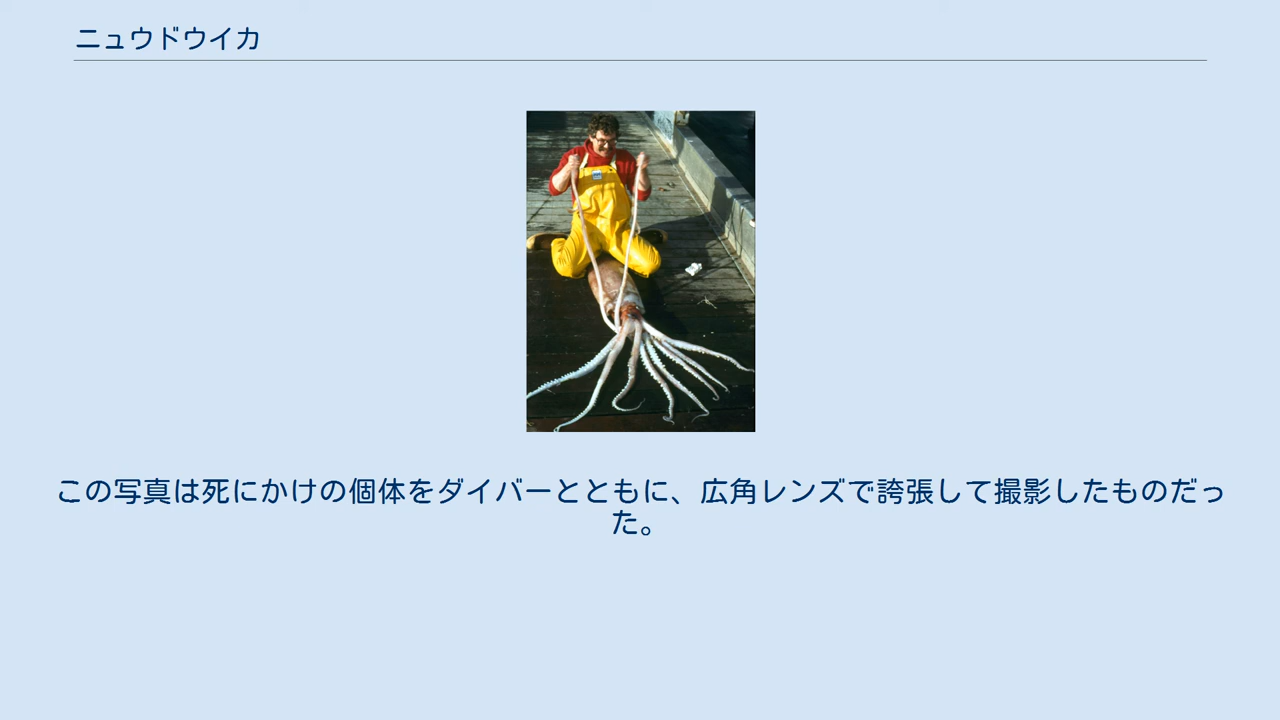 ニュウドウイカ
この写真は死にかけの個体をダイバーとともに、広角レンズで誇張して撮影したものだっ
た。